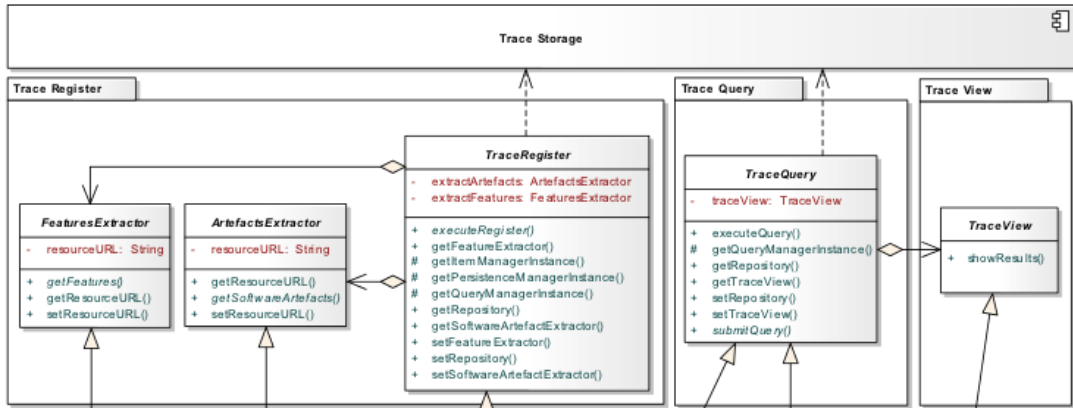 Trace Storage
Trace Register
Trace Query
Trace View
TraceRegister
- extractArtefacts: ArtefactsExtractor
- extractFeatures: FeaturesExtractor
+ executeRegister()
+ getFeatureExtractor()
# getItemManagerInstance()
# getPersistenceManagerInstance()
# getQueryManagerInstance()
+ getRepository()
+ getSoftwareArtefactExtractor()
+ setFeatureExtractor()
+ setRepository()
+ setSoftwareArtefactExtractor()
FeaturesExtractor
- resourceURL: String
+ getFeatures()
+ getResourceURL()
+ setResourceURL()
ArtefactsExtractor
- resourceURL: String
+ getResourceURL()
+ getSoftwareArtefacts()
+ setResourceURL()
TraceQuery
- traceView: TraceView
+ executeQuery()
# getQueryManagerInstance()
+ getRepository()
+ getTraceView()
+ setRepository()
+ setTraceView()
+ submitQuery()
TraceView
+ showResults()